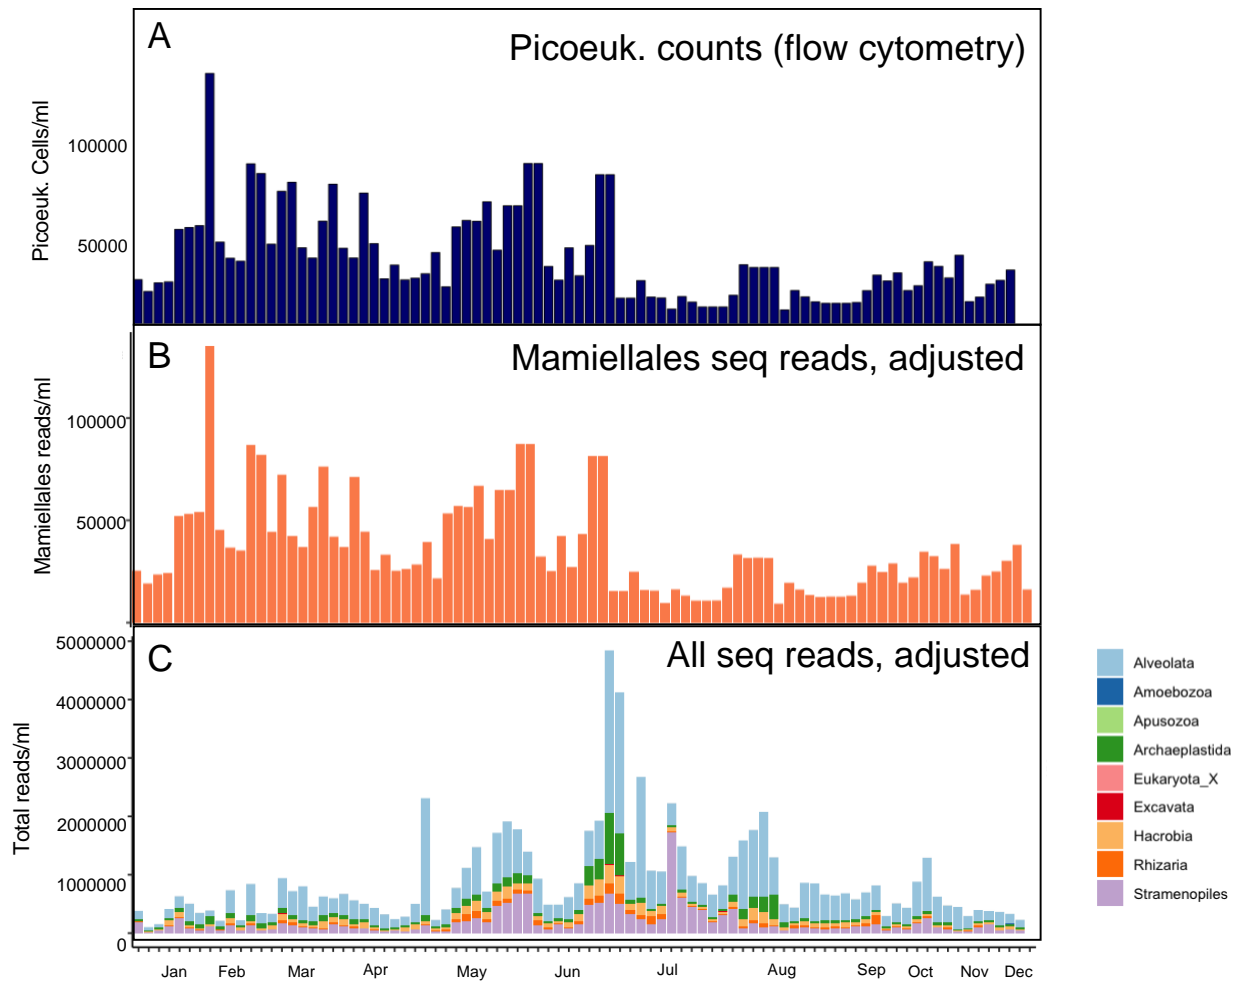 A
Picoeuk. counts (flow cytometry)
Picoeuk. Cells/ml
100000
50000
B
Mamiellales seq reads, adjusted
Mamiellales reads/ml
100000
50000
C
All seq reads, adjusted
Total reads/ml
5000000
4000000
3000000
2000000
1000000
0
Jan Feb Mar Apr May Jun Jul Aug Sep Oct Nov Dec
Alveolata
Amoebozoa
Apusozoa
Archaeplastida
Eukaryota_X
Excavata
Hacrobia
Rhizaria
Stramenopiles